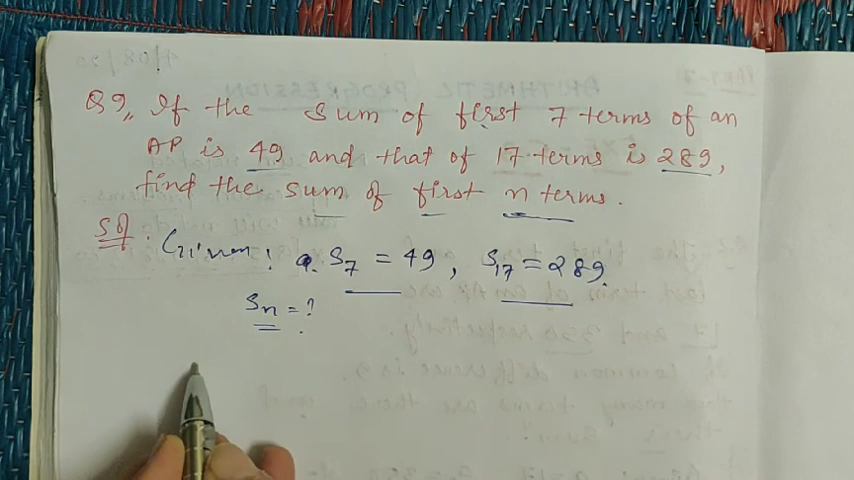 Q9,, If the sum of first 7 terms of an
AP is 49 and that of 17 terms is 289,
find the sum of first n terms.
Sol. Given: a. S7 = 49, S17 = 289.
Sn = ?